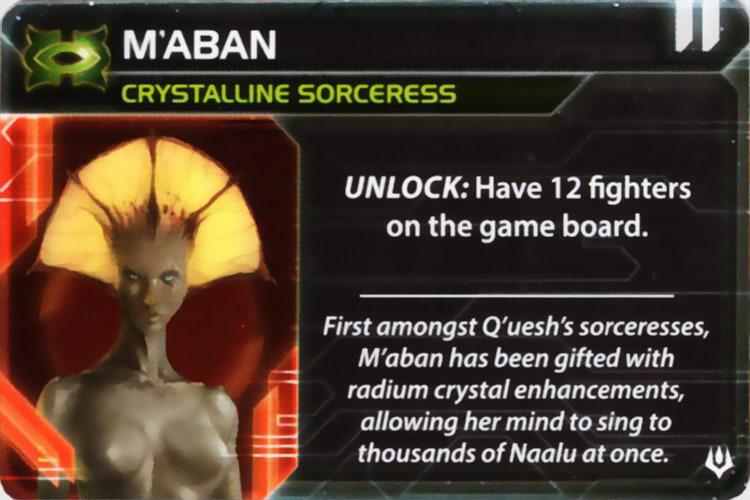 M'ABAN
CRYSTALLINE SORCERESS
UNLOCK: Have 12 fighters
on the game board.
First amongst Q'uesh's sorceresses,
M'aban has been gifted with
radium crystal enhancements,
allowing her mind to sing to
thousands of Naalu at once.